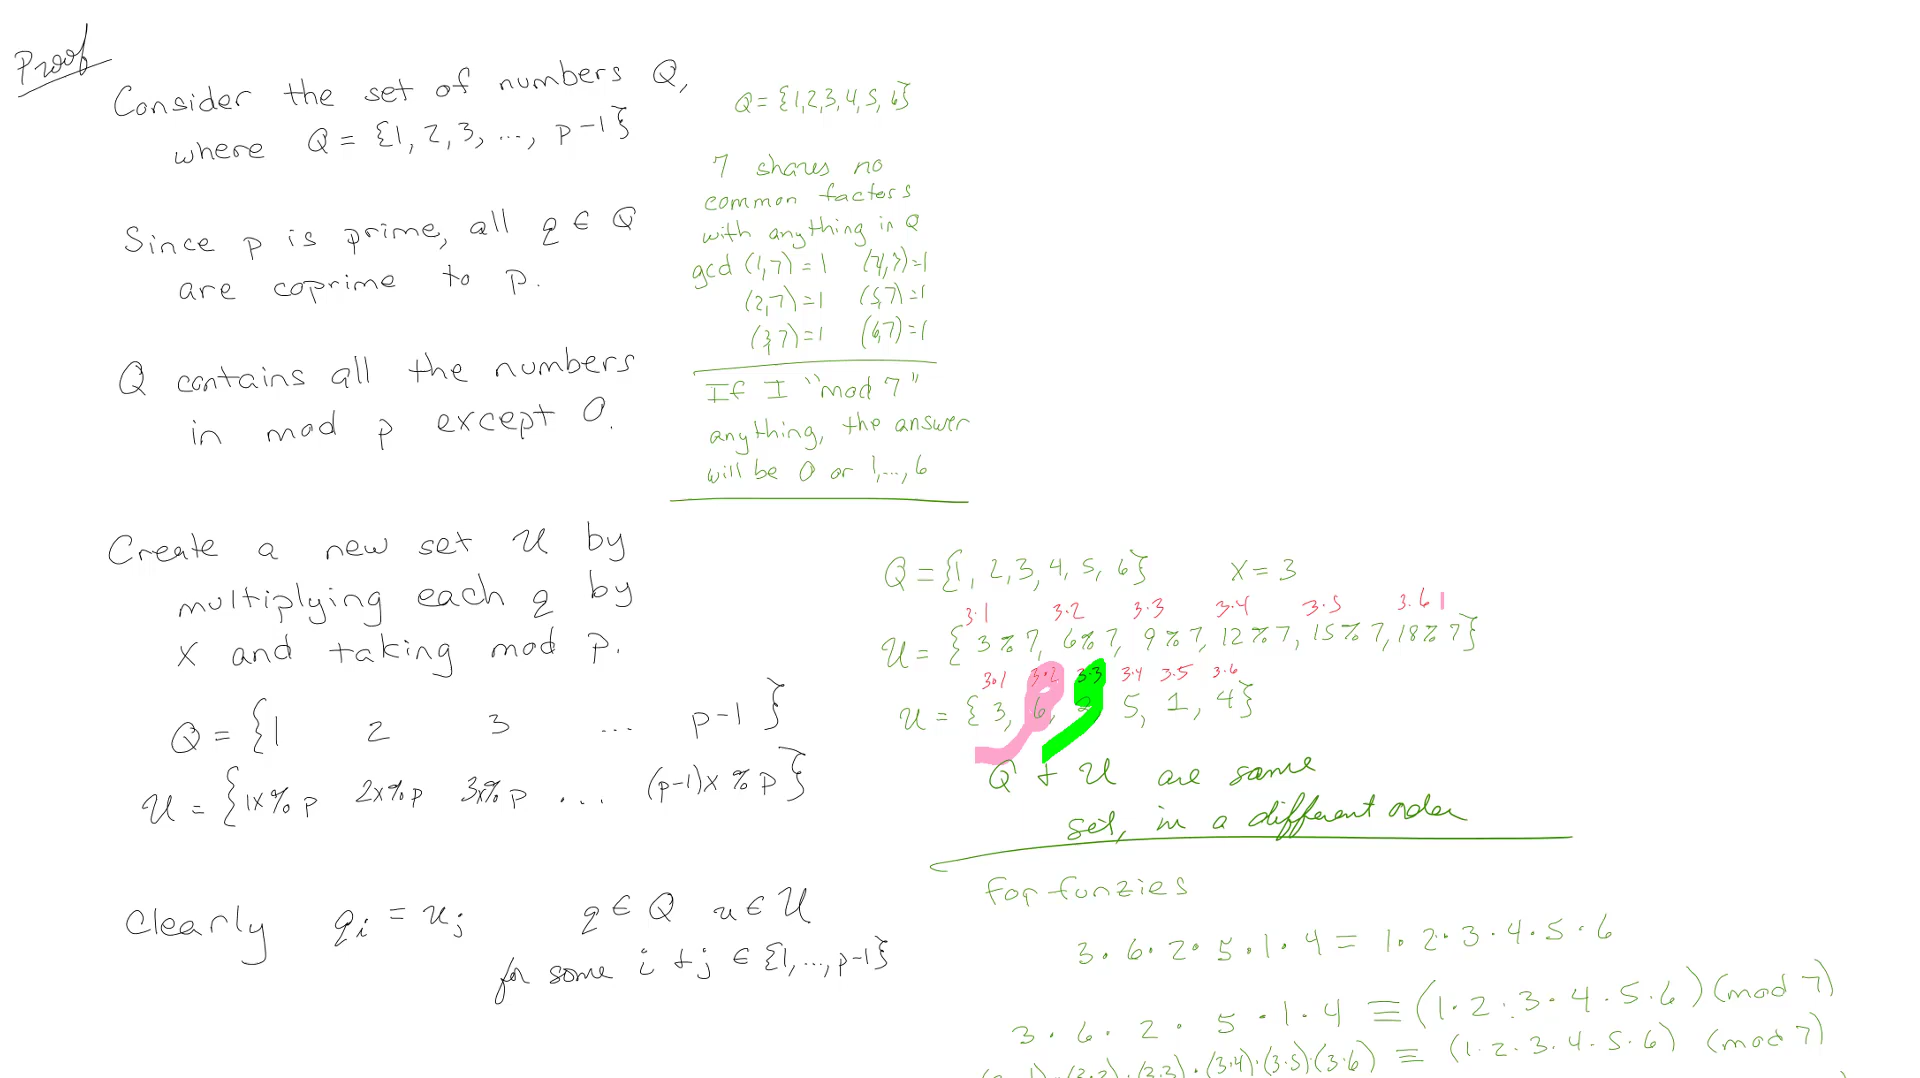 Proof
Consider the set of numbers Q,
where Q = {1, 2, 3, ..., p-1}
Since p is prime, all q ∈ Q
are coprime to p.
Q contains all the numbers
in mod p except 0.
Create a new set U by
multiplying each q by
x and taking mod p.
Q = {1 2 3 ... p-1}
U = {1x%p 2x%p 3x%p ... (p-1)x%p}
Clearly qᵢ = uⱼ q ∈ Q u ∈ U
for some i + j ∈ {1, ..., p-1}
Q = {1,2,3,4,5,6}
7 shares no
common factors
with anything in Q
gcd (1,7)=1 (4,7)=1
(2,7)=1 (5,7)=1
(3,7)=1 (6,7)=1
If I "mod 7"
anything, the answer
will be 0 or 1,...,6
Q = {1, 2, 3, 4, 5, 6} x = 3
3·1 3·2 3·3 3·4 3·5 3·6
U = {3%7, 6%7, 9%7, 12%7, 15%7, 18%7}
3·1 3·2 3·3 3·4 3·5 3·6
U = {3, 6, 2 5, 1, 4}
Q + U are same
set, in a different order
for funzies
3·6·2·5·1·4 = 1·2·3·4·5·6
3·6·2·5·1·4 ≡ (1·2·3·4·5·6) (mod 7)
(3·3)·(3·4)·(3·5)·(3·6) ≡ (1·2·3·4·5·6) (mod 7)